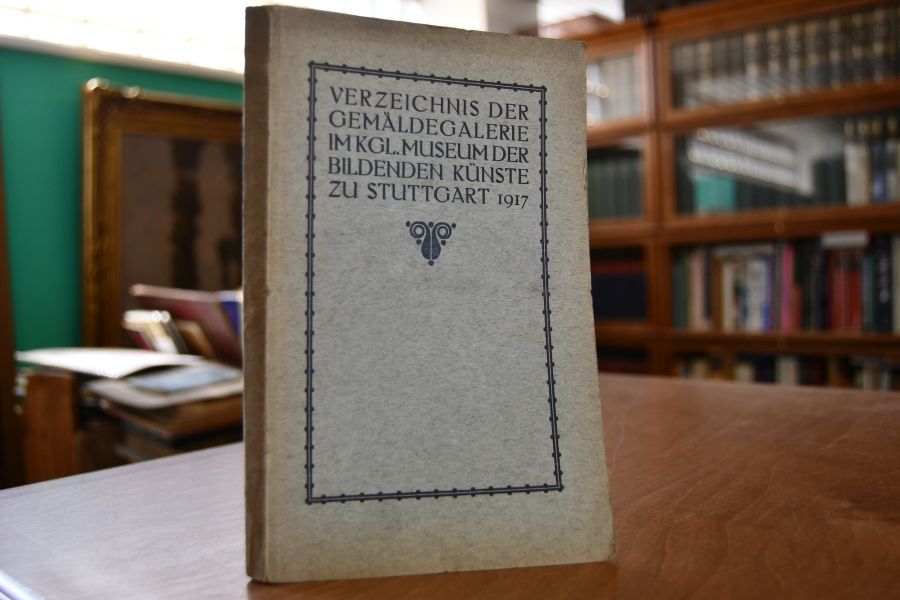 VERZEICHNIS DER
GEMÄLDEGALERIE
IM KGL. MUSEUM DER
BILDENDEN KÜNSTE
ZU STUTTGART 1917